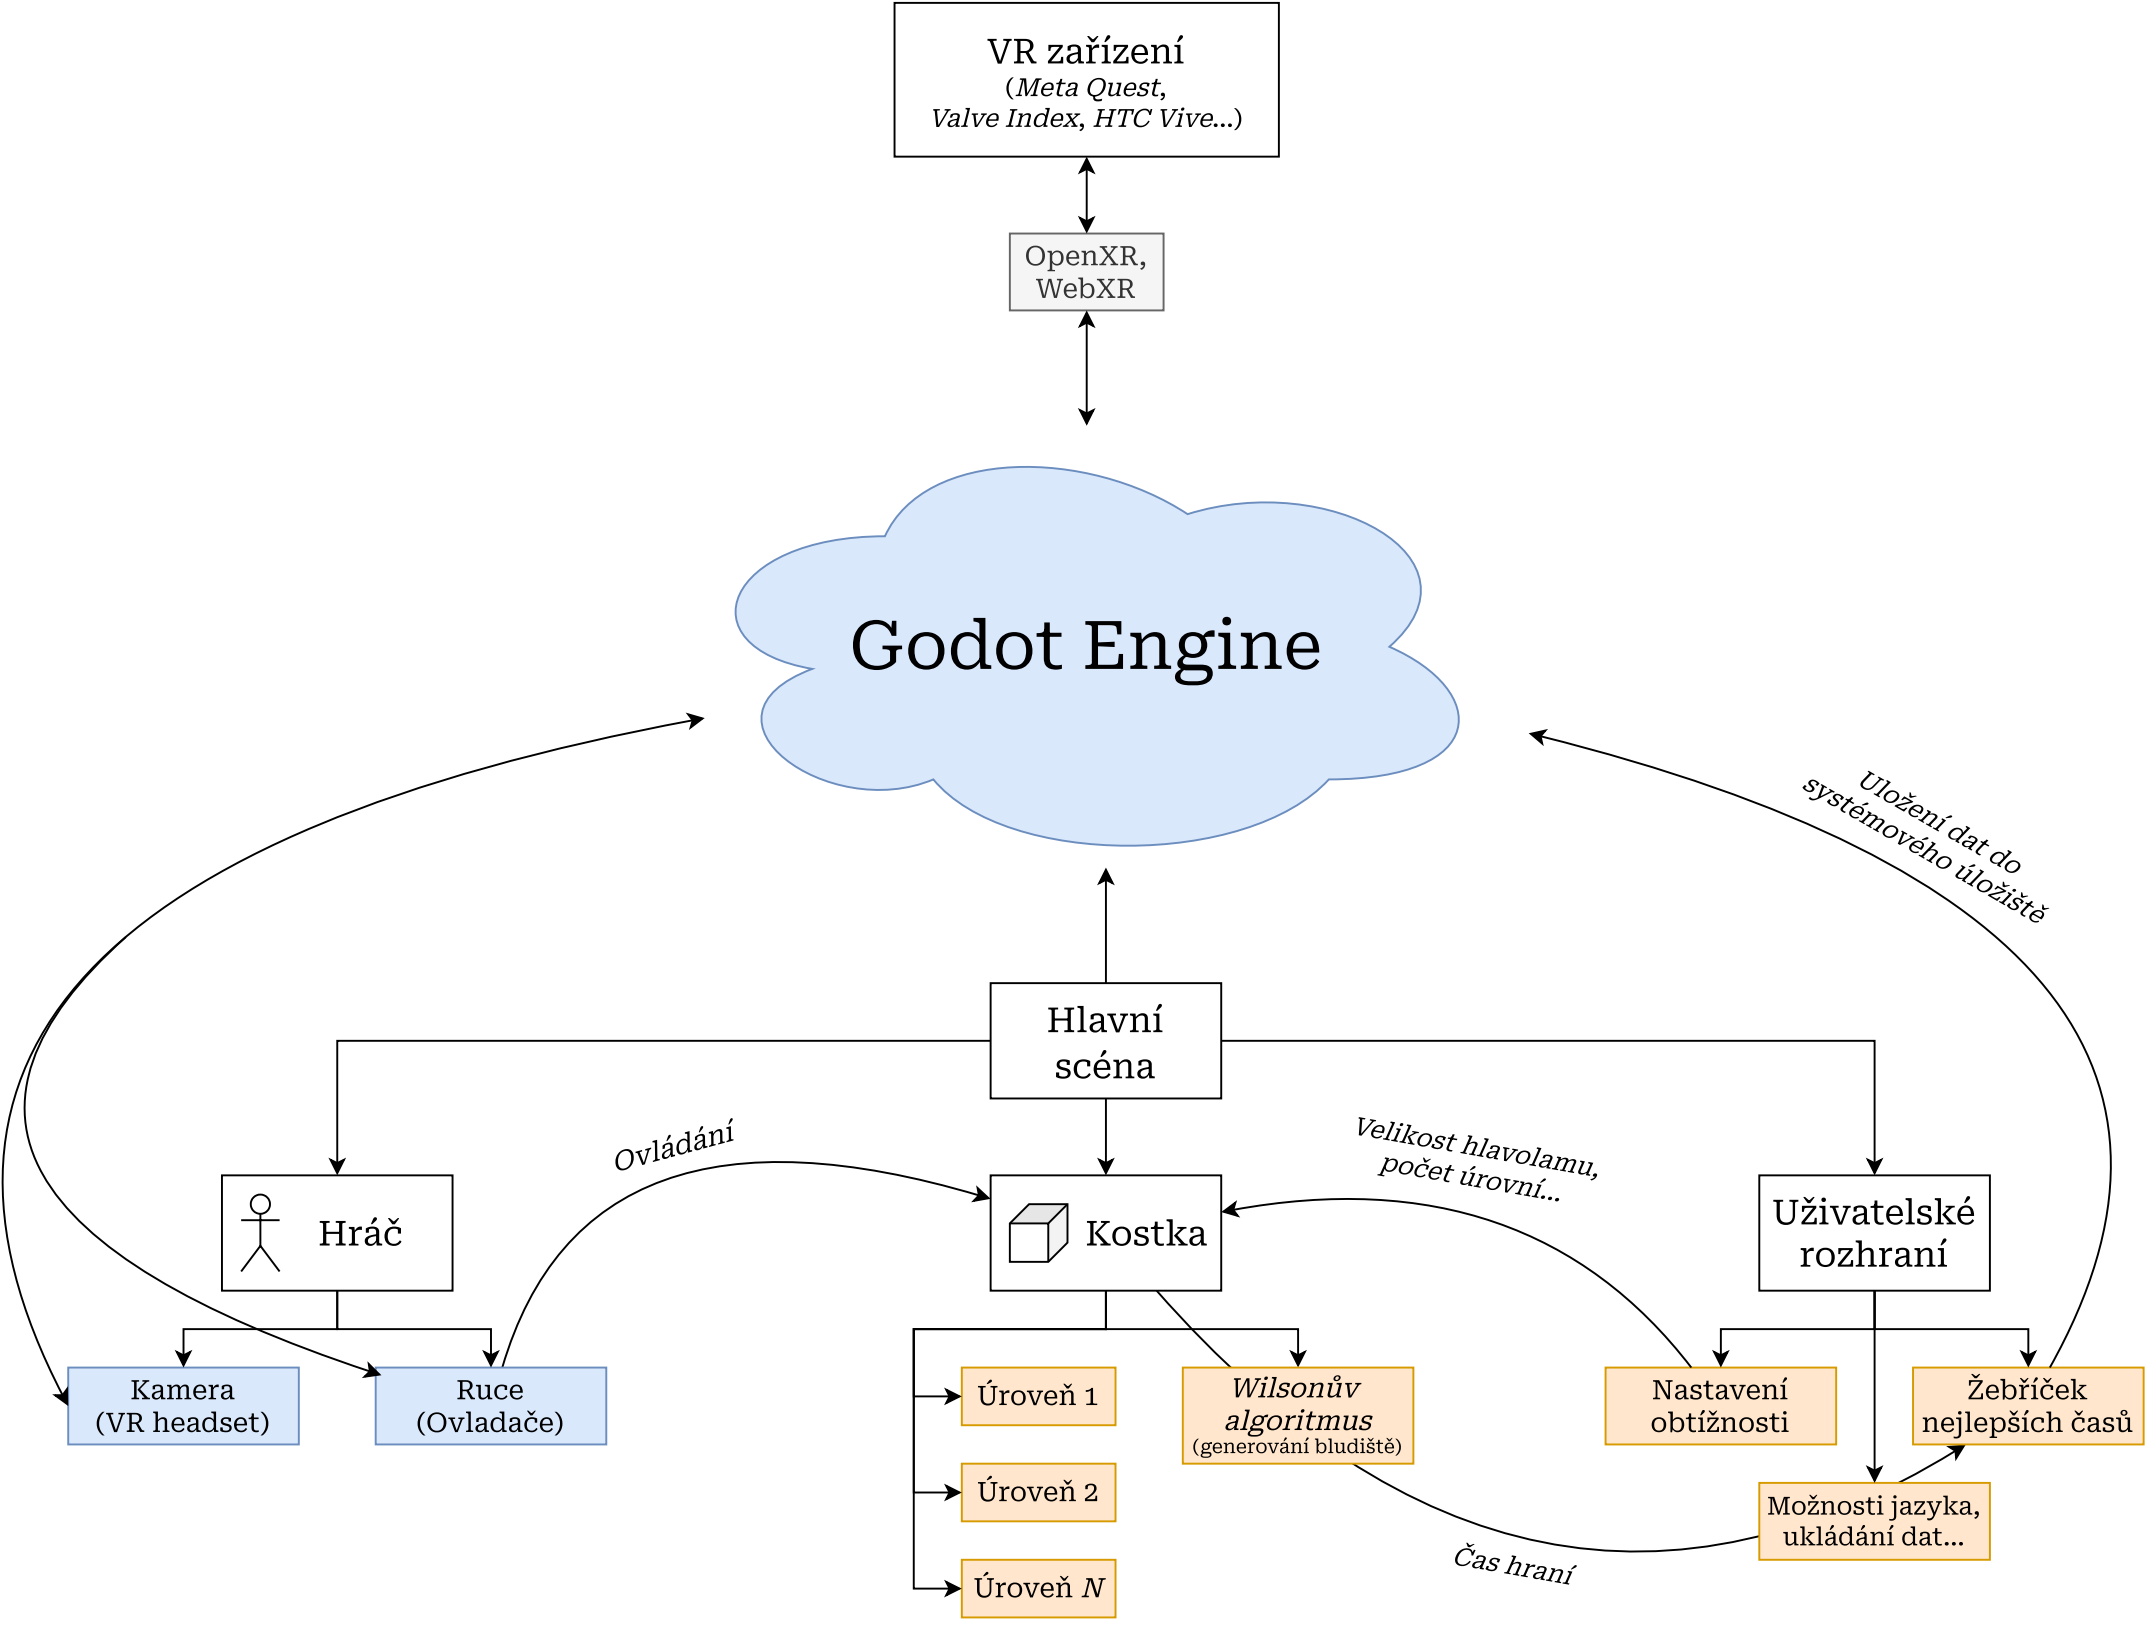 VR zařízení
(Meta Quest,
Valve Index, HTC Vive...)
OpenXR,
WebXR
Godot Engine
Uložení dat do
systémového úložiště
Hlavní
scéna
Ovládání
Velikost hlavolamu,
počet úrovní...
Hráč
Kostka
Uživatelské
rozhraní
Kamera
(VR headset)
Ruce
(Ovladače)
Úroveň 1
Wilsonův
algoritmus
(generování bludiště)
Nastavení
obtížnosti
Žebříček
nejlepších časů
Úroveň 2
Možnosti jazyka,
ukládání dat...
Čas hraní
Úroveň N